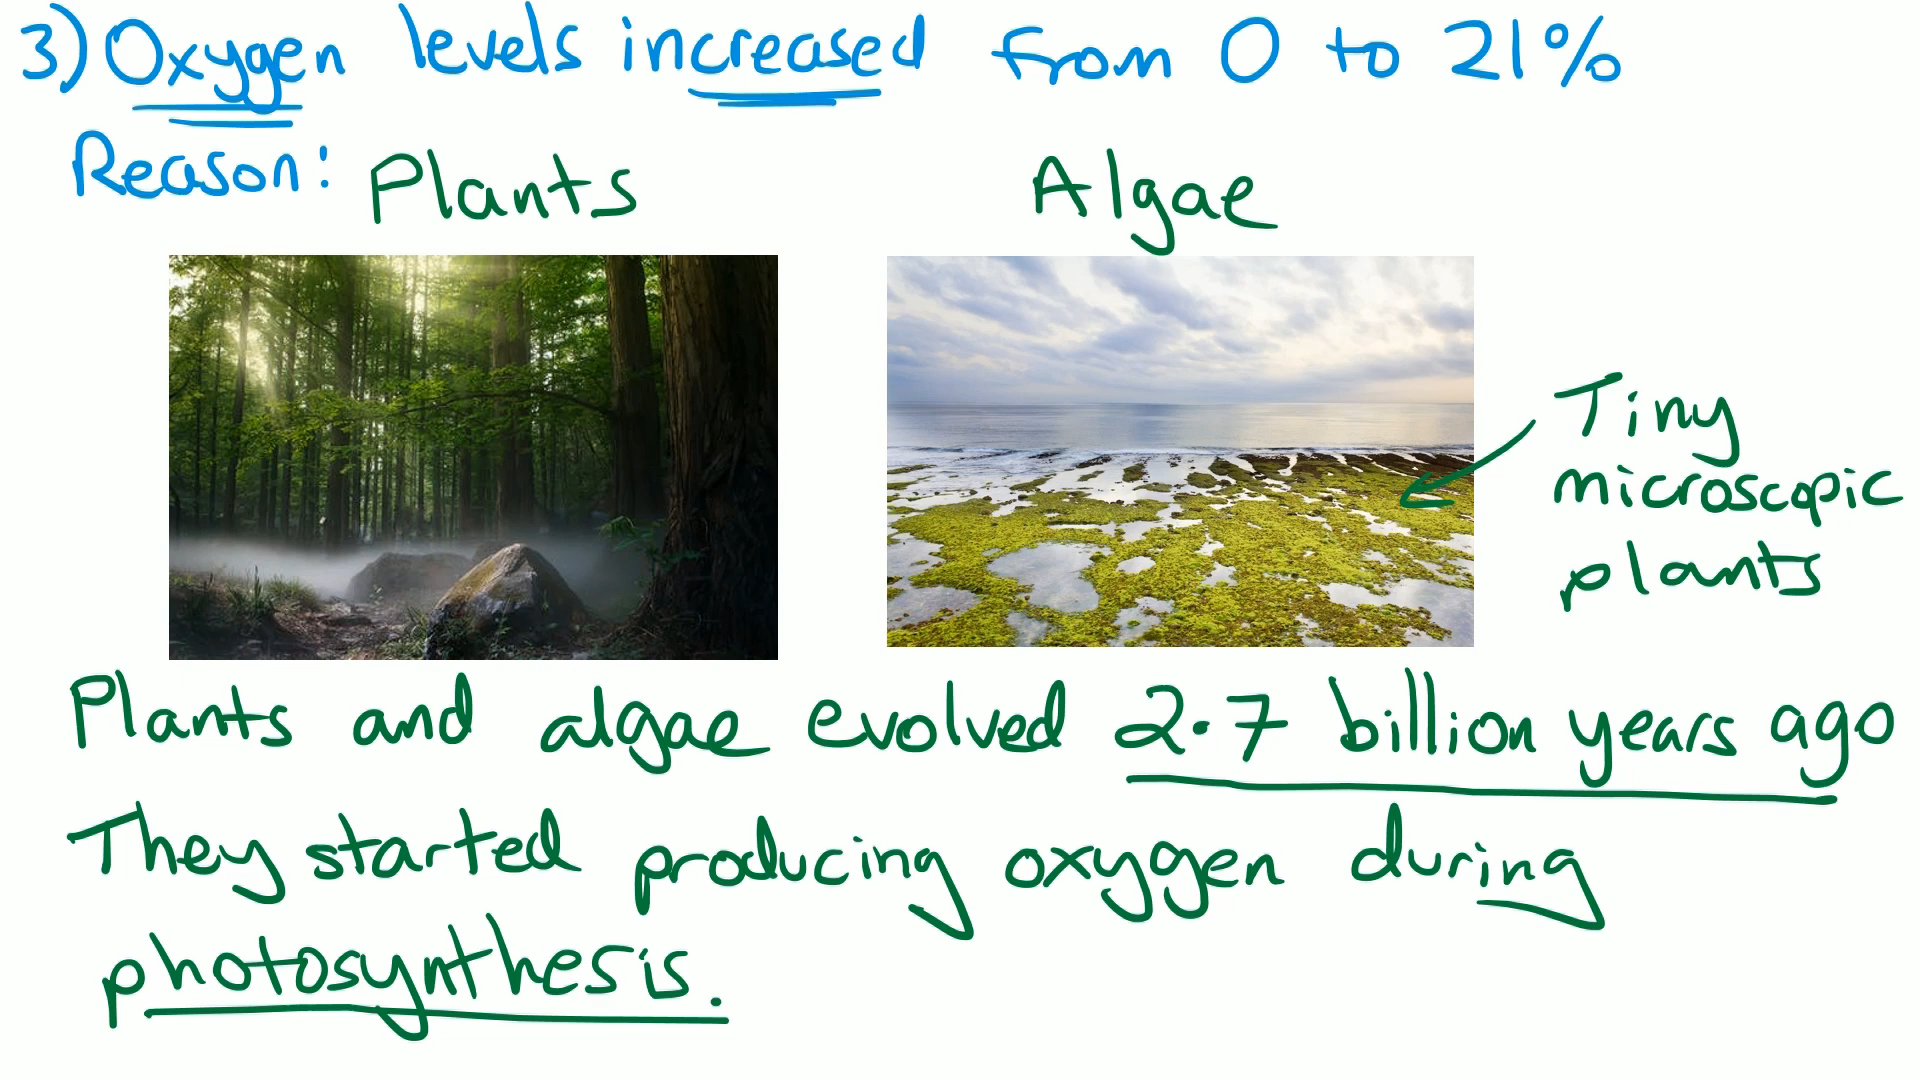 3) Oxygen levels increased from 0 to 21%
Reason: Plants Algae
Tiny
microscopic
plants
Plants and algae evolved 2.7 billion years ago
They started producing oxygen during
photosynthesis.